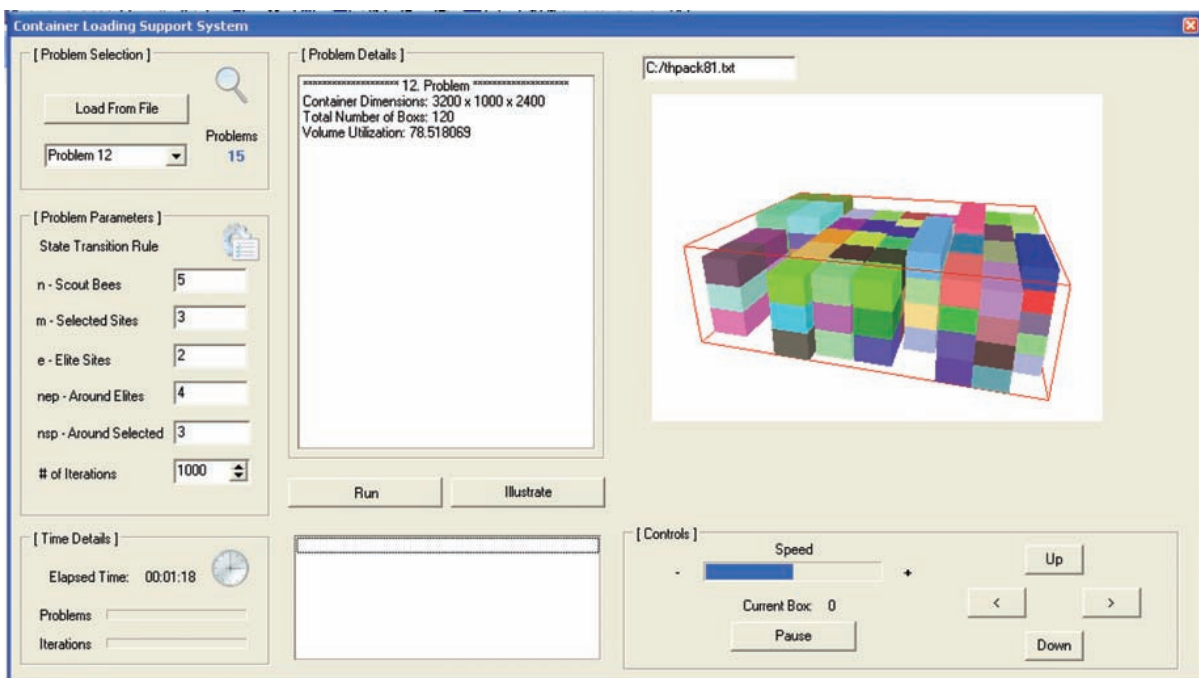 Container Loading Support System
[ Problem Selection ]
Load From File
Problems
Problem 12
15
[ Problem Parameters ]
State Transition Rule
n - Scout Bees 5
m - Selected Sites 3
e - Elite Sites 2
nep - Around Elites 4
nsp - Around Selected 3
# of Iterations 1000
[ Time Details ]
Elapsed Time: 00:01:18
Problems
Iterations
[ Problem Details ]
12. Problem
Container Dimensions: 3200 x 1000 x 2400
Total Number of Boxs: 120
Volume Utilization: 78.518069
Run Illustrate
C:/thpack81.txt
[ Controls ]
Speed
- +
Current Box: 0
Pause
Up
< >
Down